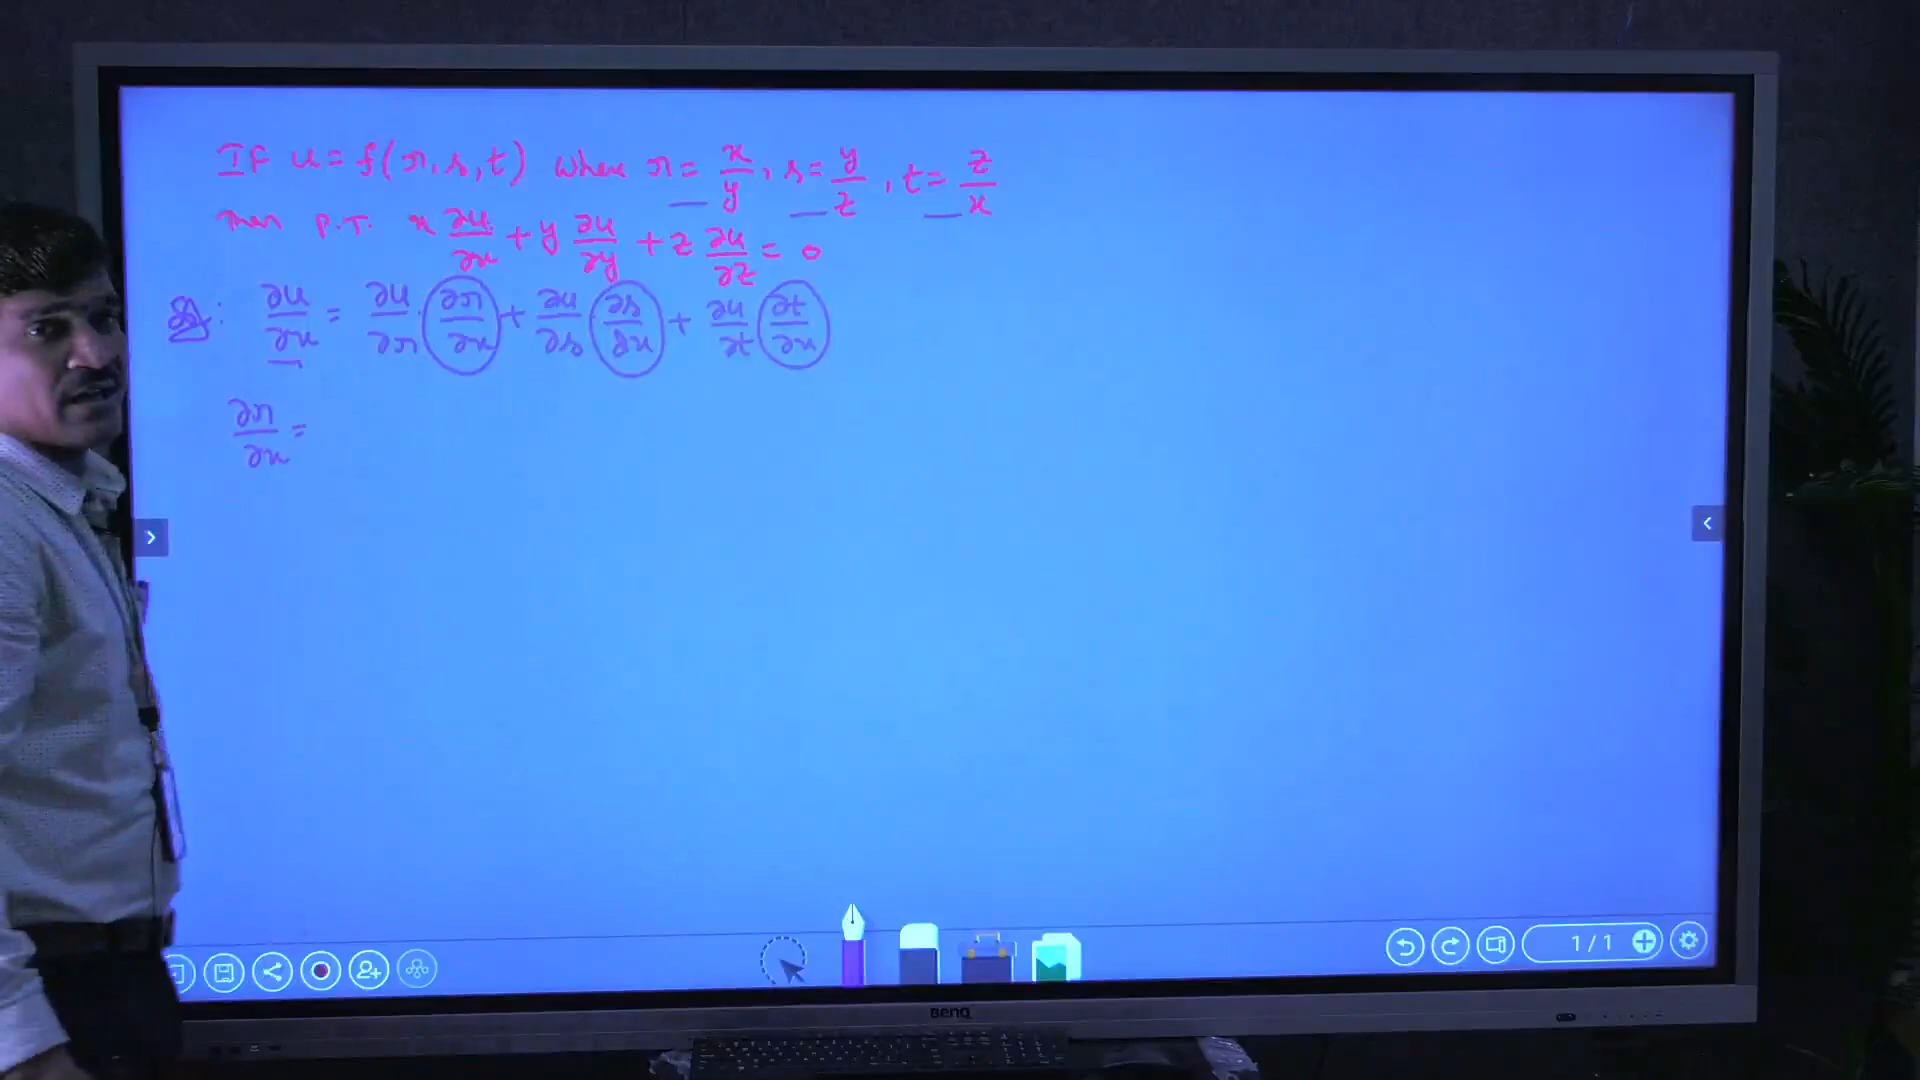 If u = f(r, s, t) where r = x/y, s = y/z, t = z/x
then P.T. x ∂u/∂x + y ∂u/∂y + z ∂u/∂z = 0
Sol: ∂u/∂x = ∂u/∂r · ∂r/∂x + ∂u/∂s · ∂s/∂x + ∂u/∂t ∂t/∂x
∂r/∂x =
1/1
BenQ